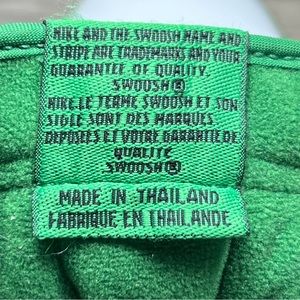 NIKE AND THE SWOOSH NAME AND
STRIPE ARE TRADEMARKS AND YOUR
GUARANTEE OF QUALITY.
SWOOSH®
NIKE, LE TERME SWOOSH ET SON
SIGLE SONT DES MARQUES
DEPOSEES ET VOTRE GARANTIE DE
QUALITE
SWOOSH®
MADE IN THAILAND
FABRIQUE EN THAILANDE